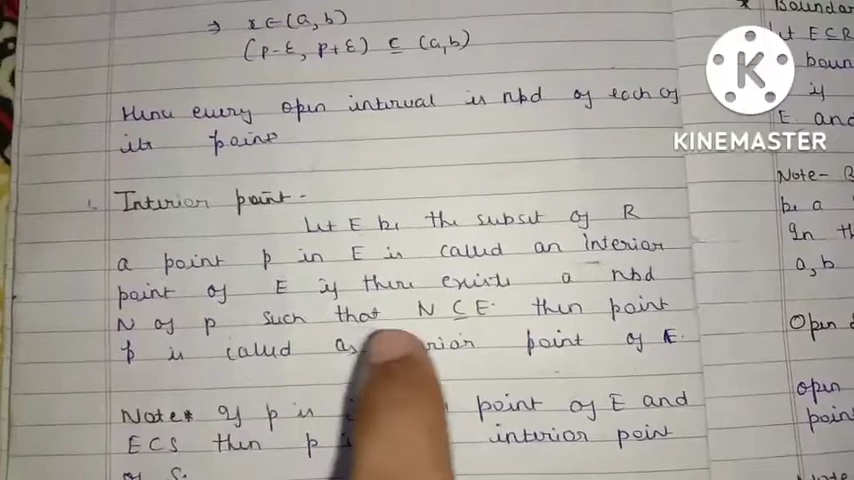 → x ∈ (a, b)
(p-ε, p+ε) ⊆ (a,b)
Hence every open interval is nbd of each of
its point
Interior point -
Let E be the subset of R
a point p in E is called an interior
point of E if there exists a nbd
N of p such that N ⊆ E. then point
p is called as point of E.
Note* If p is point of E and
E⊂S then p interior point
of S.
Boundar
Let E⊆R
boun
if
E and
Note-
be a
In th
a,b
Open
open
point
K
KINEMASTER